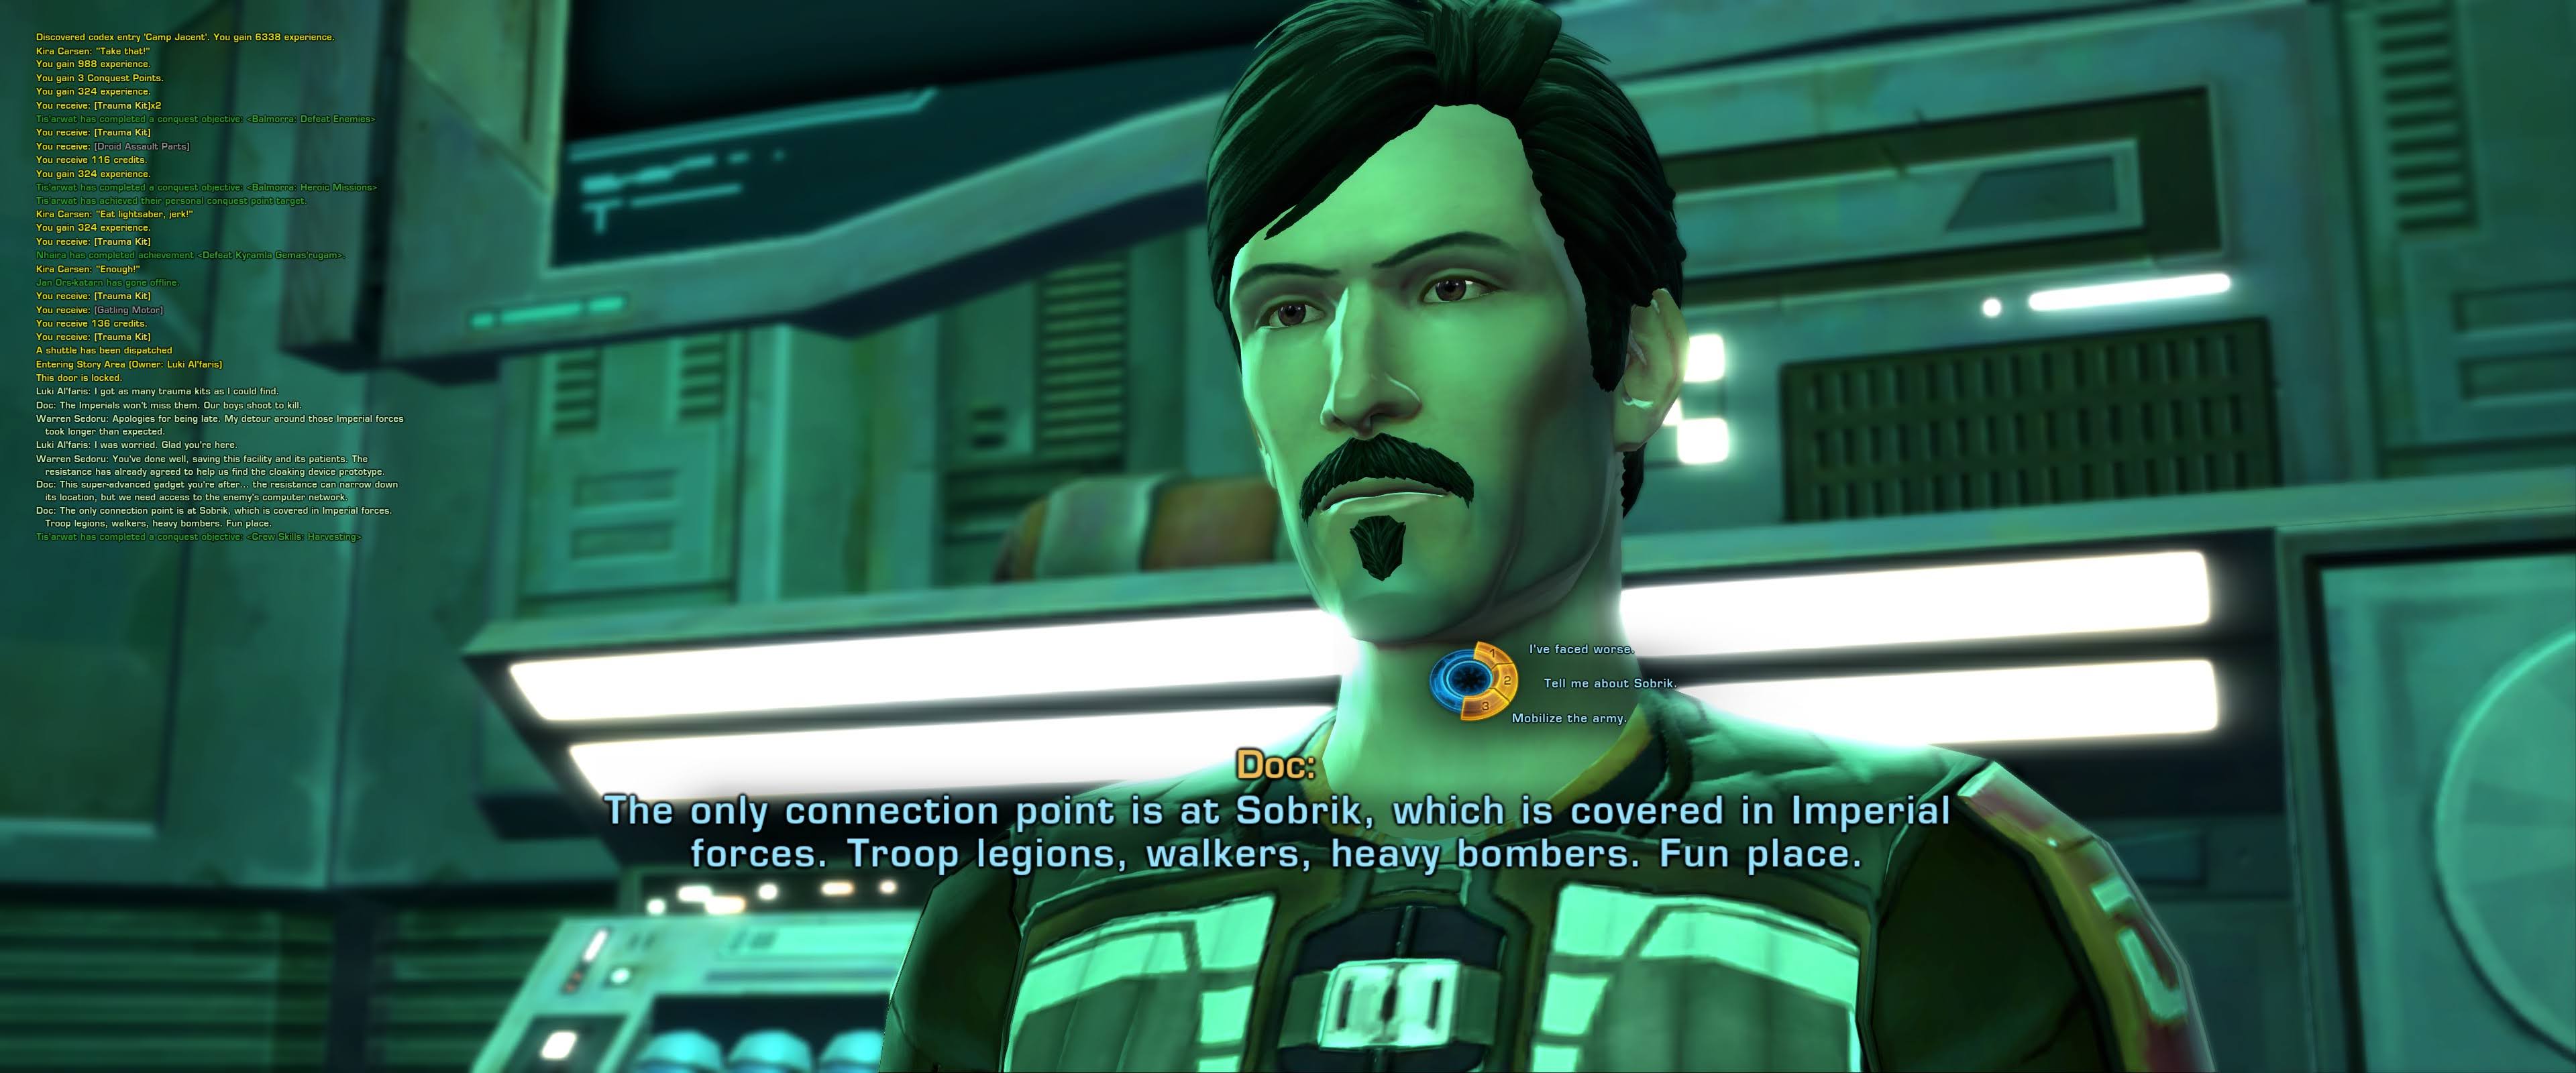 Discovered codex entry 'Camp Jacent'. You gain 6338 experience.
Kira Carsen: "Take that!"
You gain 988 experience.
You gain 3 Conquest Points.
You gain 324 experience.
You receive: [Trauma Kit]x2
Tis'arwat has completed a conquest objective: <Balmorra: Defeat Enemies>
You receive: [Trauma Kit]
You receive: [Droid Assault Parts]
You receive 116 credits.
You gain 324 experience.
Tis'arwat has completed a conquest objective: <Balmorra: Heroic Missions>
Tis'arwat has achieved their personal conquest point target.
Kira Carsen: "Eat lightsaber, jerk!"
You gain 324 experience.
You receive: [Trauma Kit]
Nhaira has completed achievement <Defeat Kyramla Gemas'rugam>.
Kira Carsen: "Enough!"
Jan Ors-katarn has gone offline.
You receive: [Trauma Kit]
You receive: [Gatling Motor]
You receive 136 credits.
You receive: [Trauma Kit]
A shuttle has been dispatched
Entering Story Area (Owner: Luki Al'faris)
This door is locked.
Luki Al'faris: I got as many trauma kits as I could find.
Doc: The Imperials won't miss them. Our boys shoot to kill.
Warren Sedoru: Apologies for being late. My detour around those Imperial forces
took longer than expected.
Luki Al'faris: I was worried. Glad you're here.
Warren Sedoru: You've done well, saving this facility and its patients. The
resistance has already agreed to help us find the cloaking device prototype.
Doc: This super-advanced gadget you're after... the resistance can narrow down
its location, but we need access to the enemy's computer network.
Doc: The only connection point is at Sobrik, which is covered in Imperial forces.
Troop legions, walkers, heavy bombers. Fun place.
Tis'arwat has completed a conquest objective: <Crew Skills: Harvesting>
1 I've faced worse.
2 Tell me about Sobrik.
3 Mobilize the army.
Doc:
The only connection point is at Sobrik, which is covered in Imperial
forces. Troop legions, walkers, heavy bombers. Fun place.